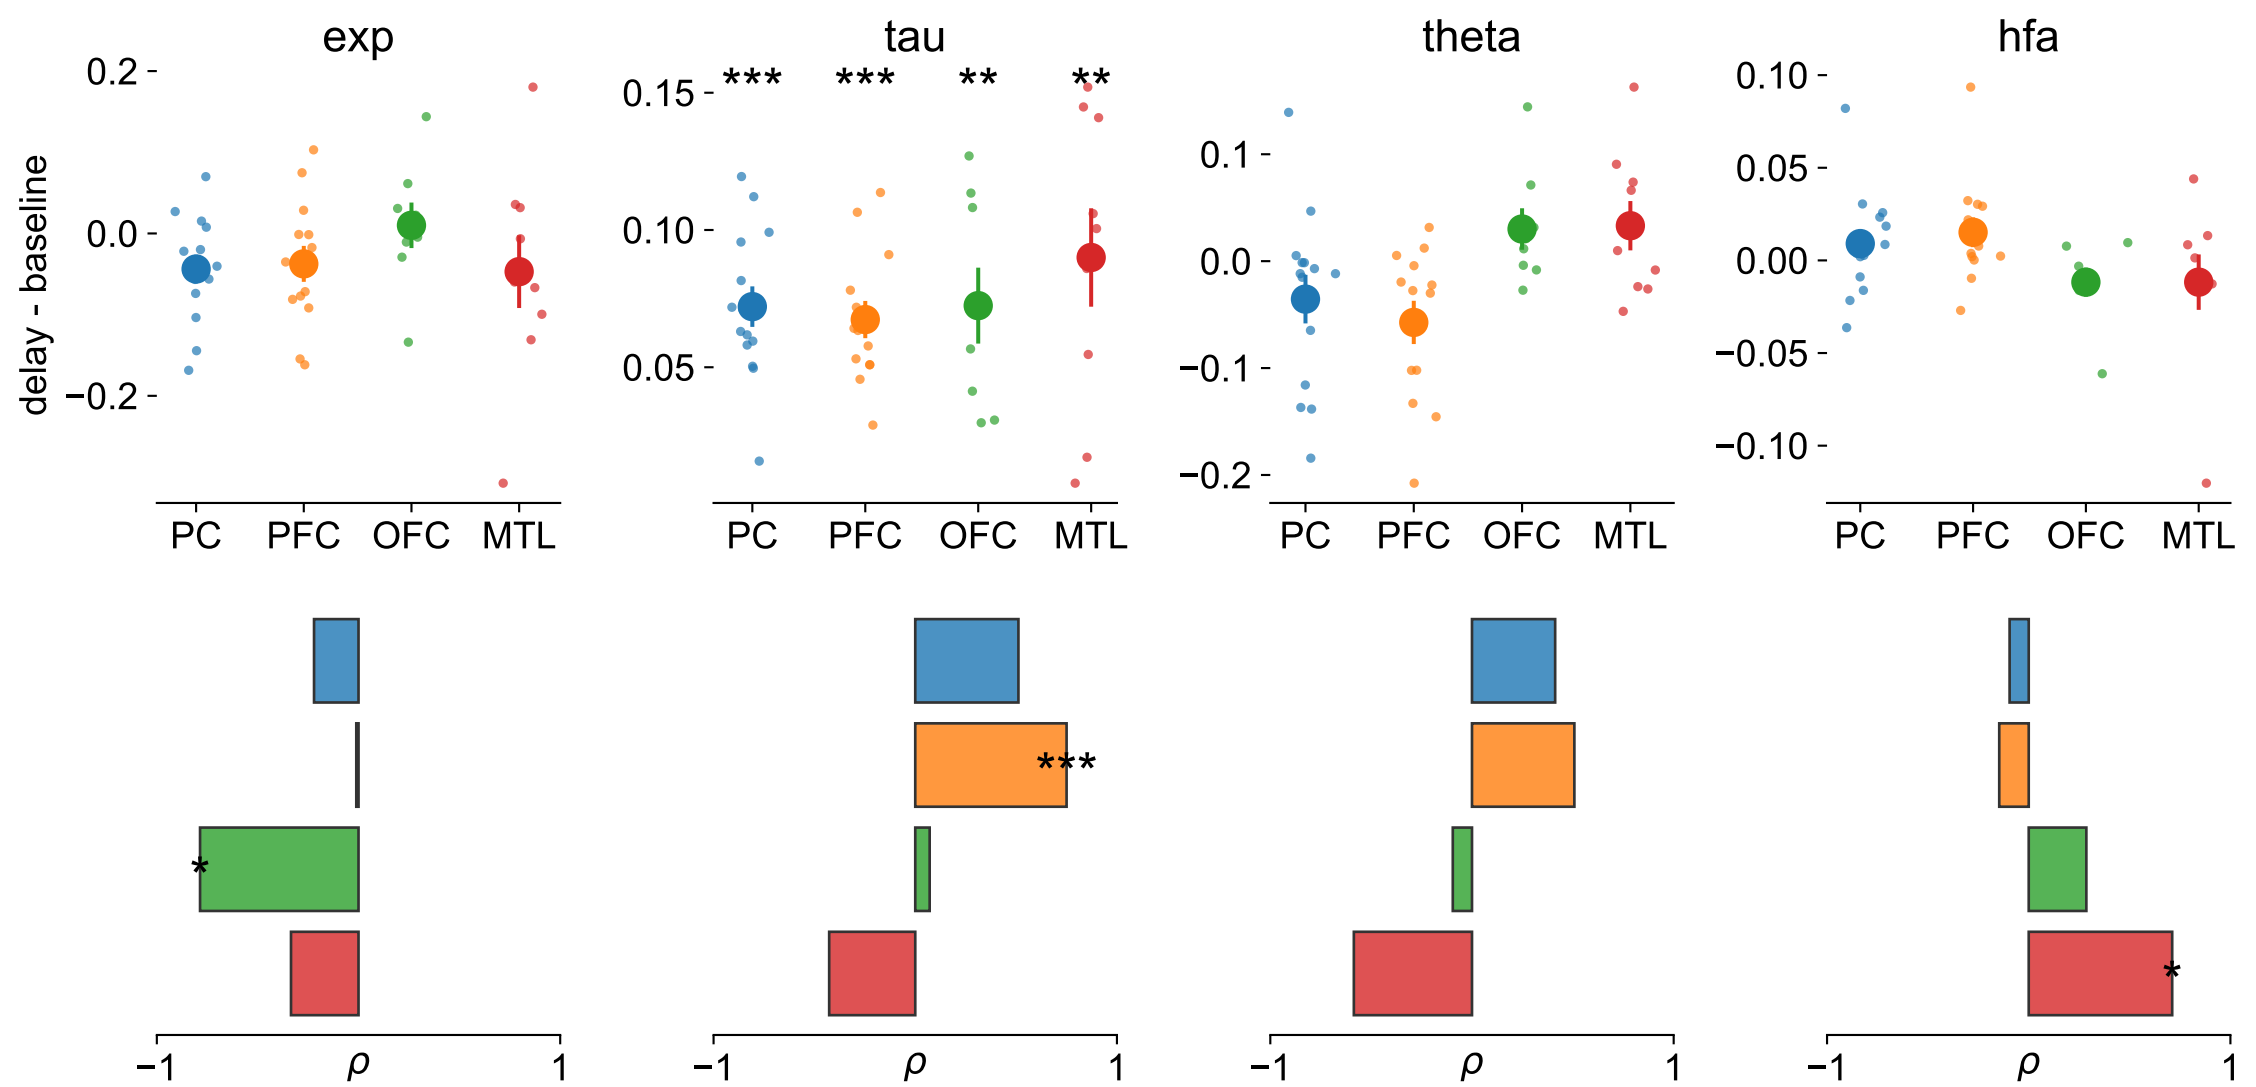 exp
tau
theta
hfa
delay - baseline
0.2
0.0
−0.2
PC PFC OFC MTL
*** *** ** **
0.15
0.10
0.05
PC PFC OFC MTL
0.1
0.0
−0.1
−0.2
PC PFC OFC MTL
0.10
0.05
0.00
−0.05
−0.10
PC PFC OFC MTL
*
−1 ρ 1
***
−1 ρ 1
−1 ρ 1
*
−1 ρ 1